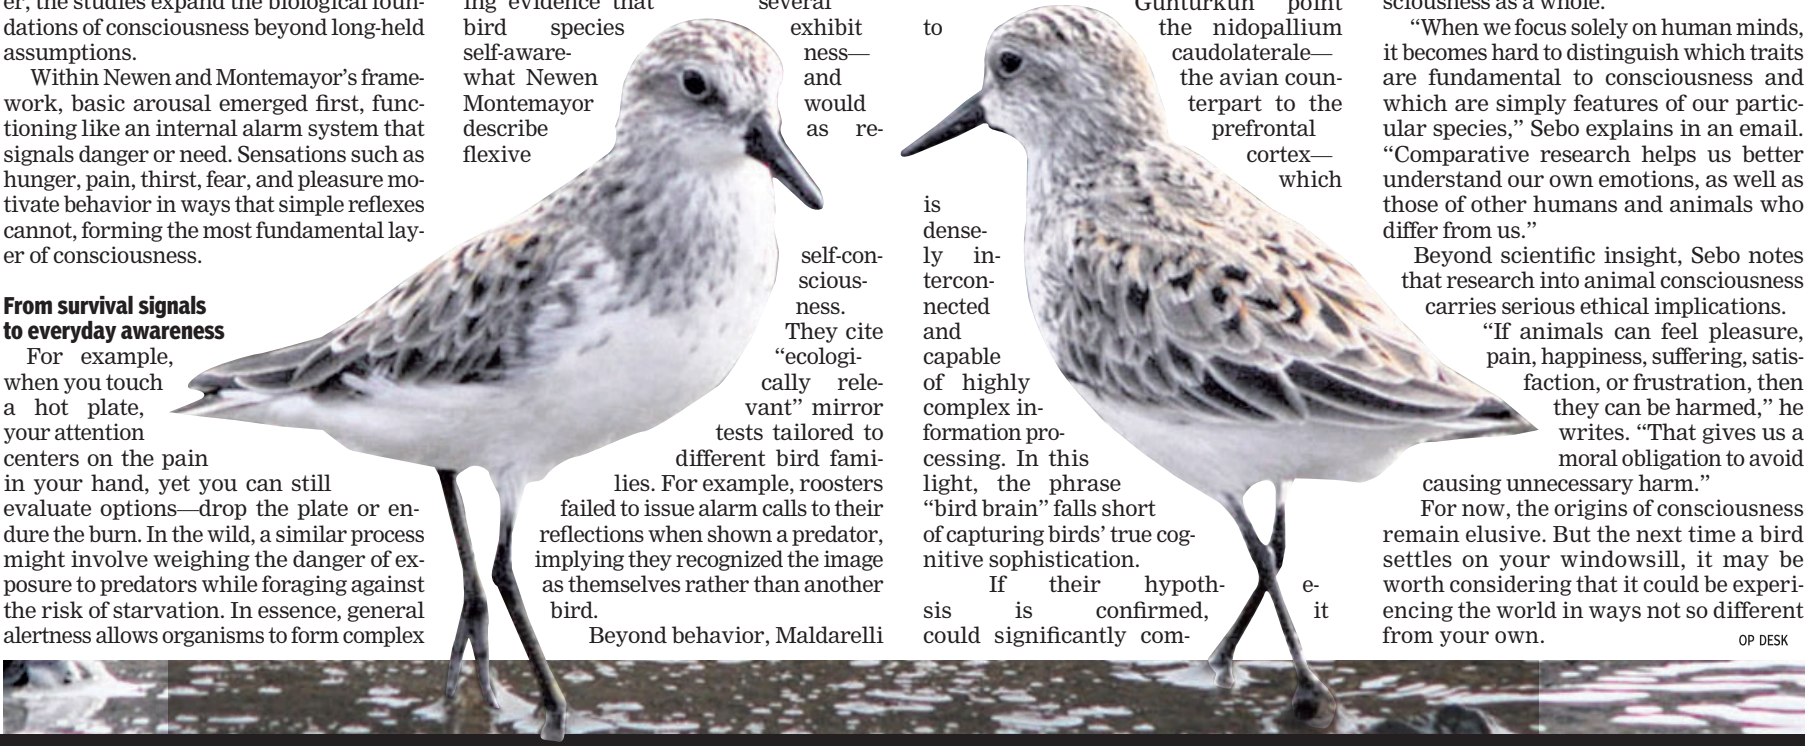 er, the studies expand the biological foun-
dations of consciousness beyond long-held
assumptions.
Within Newen and Montemayor's frame-
work, basic arousal emerged first, func-
tioning like an internal alarm system that
signals danger or need. Sensations such as
hunger, pain, thirst, fear, and pleasure mo-
tivate behavior in ways that simple reflexes
cannot, forming the most fundamental lay-
er of consciousness.
From survival signals
to everyday awareness
For example,
when you touch
a hot plate,
your attention
centers on the pain
in your hand, yet you can still
evaluate options—drop the plate or en-
dure the burn. In the wild, a similar process
might involve weighing the danger of ex-
posure to predators while foraging against
the risk of starvation. In essence, general
alertness allows organisms to form complex
ing evidence that several
bird species exhibit
self-aware- ness—
what Newen and
Montemayor would
describe as re-
flexive
self-con-
scious-
ness.
They cite
“ecologi-
cally rele-
vant” mirror
tests tailored to
different bird fami-
lies. For example, roosters
failed to issue alarm calls to their
reflections when shown a predator,
implying they recognized the image
as themselves rather than another
bird.
Beyond behavior, Maldarelli
Güntürkün point
to the nidopallium
caudolaterale—
the avian coun-
terpart to the
prefrontal
cortex—
which
is
dense-
ly in-
tercon-
nected
and
capable
of highly
complex in-
formation pro-
cessing. In this
light, the phrase
“bird brain” falls short
of capturing birds' true cog-
nitive sophistication.
If their hypoth- e-
sis is confirmed, it
could significantly com-
sciousness as a whole.
“When we focus solely on human minds,
it becomes hard to distinguish which traits
are fundamental to consciousness and
which are simply features of our partic-
ular species,” Sebo explains in an email.
“Comparative research helps us better
understand our own emotions, as well as
those of other humans and animals who
differ from us.”
Beyond scientific insight, Sebo notes
that research into animal consciousness
carries serious ethical implications.
“If animals can feel pleasure,
pain, happiness, suffering, satis-
faction, or frustration, then
they can be harmed,” he
writes. “That gives us a
moral obligation to avoid
causing unnecessary harm.”
For now, the origins of consciousness
remain elusive. But the next time a bird
settles on your windowsill, it may be
worth considering that it could be experi-
encing the world in ways not so different
from your own.
OP DESK